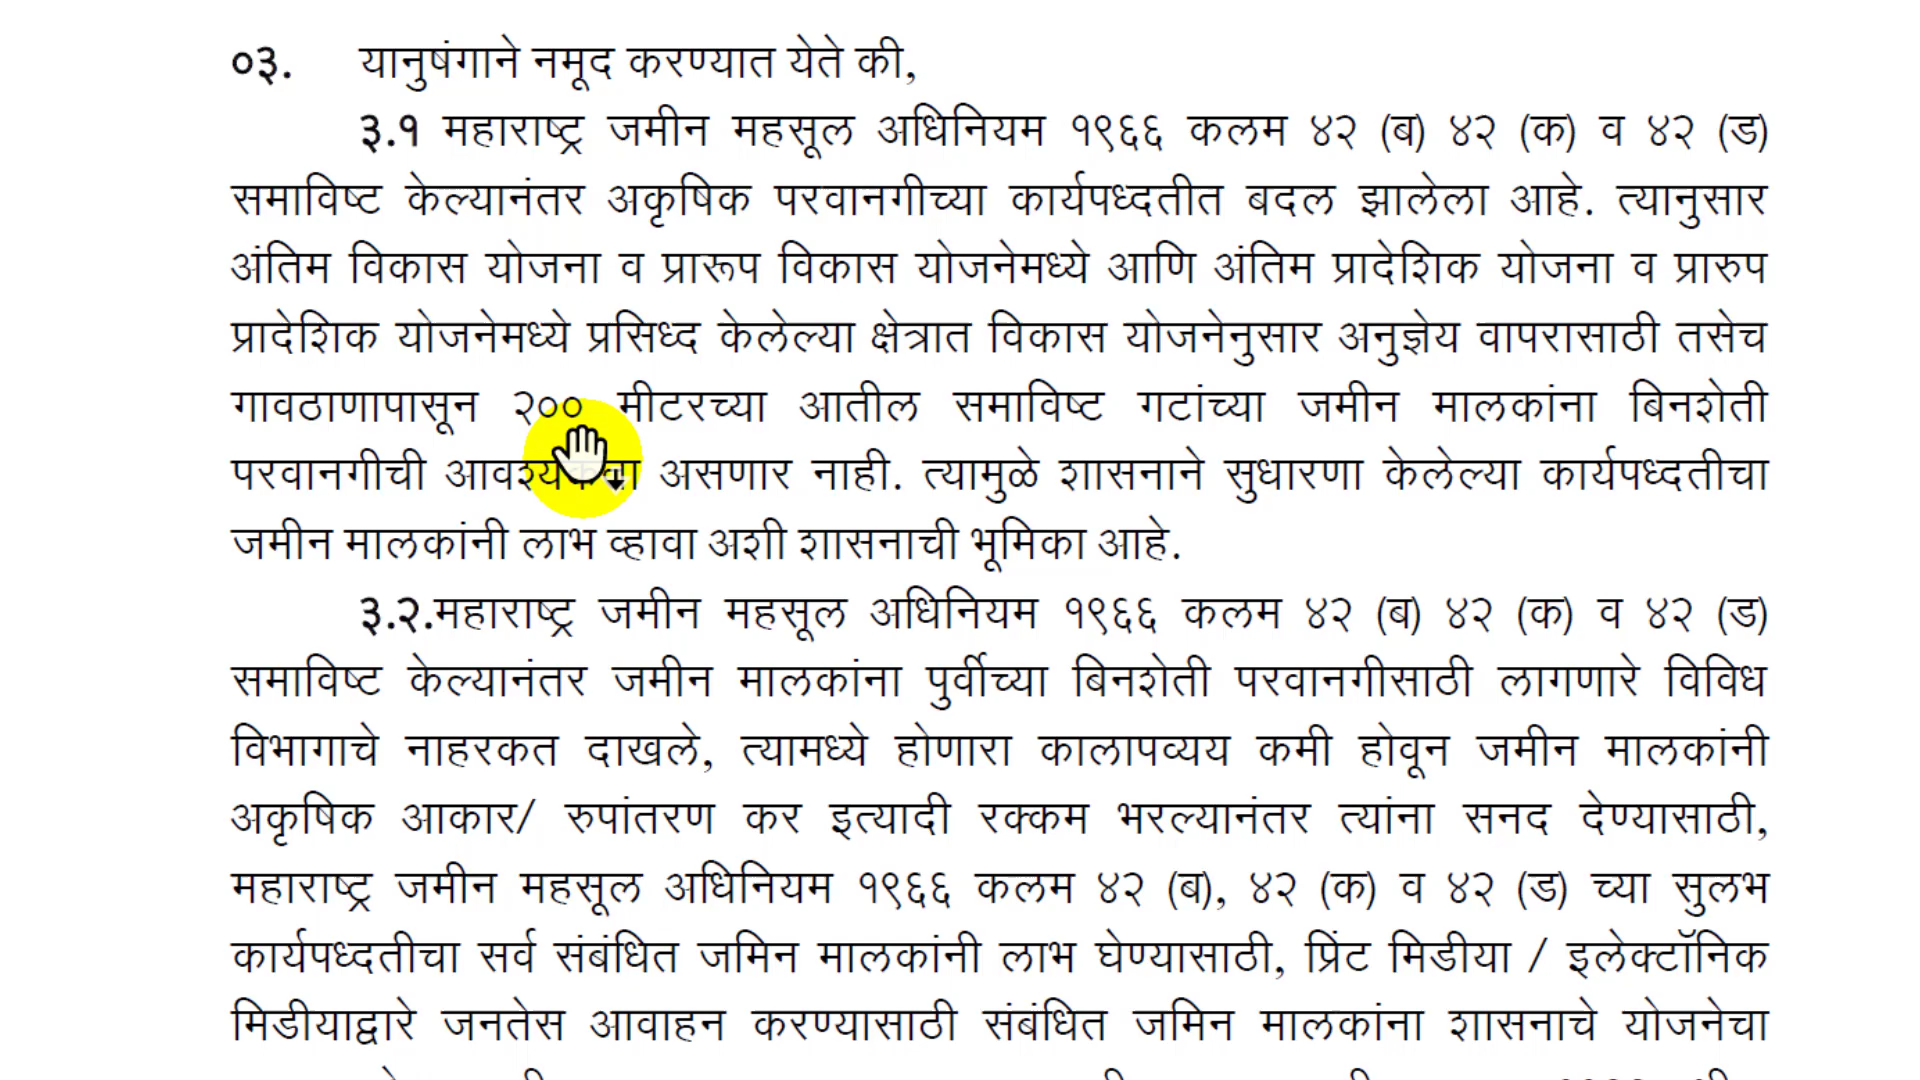 ०३. यानुषंगाने नमूद करण्यात येते की,
३.१ महाराष्ट्र जमीन महसूल अधिनियम १९६६ कलम ४२ (ब) ४२ (क) व ४२ (ड)
समाविष्ट केल्यानंतर अकृषिक परवानगीच्या कार्यपध्दतीत बदल झालेला आहे. त्यानुसार
अंतिम विकास योजना व प्रारूप विकास योजनेमध्ये आणि अंतिम प्रादेशिक योजना व प्रारुप
प्रादेशिक योजनेमध्ये प्रसिध्द केलेल्या क्षेत्रात विकास योजनेनुसार अनुज्ञेय वापरासाठी तसेच
गावठाणापासून २०० मीटरच्या आतील समाविष्ट गटांच्या जमीन मालकांना बिनशेती
परवानगीची असणार नाही. त्यामुळे शासनाने सुधारणा केलेल्या कार्यपध्दतीचा
जमीन मालकांनी लाभ व्हावा अशी शासनाची भूमिका आहे.
३.२.महाराष्ट्र जमीन महसूल अधिनियम १९६६ कलम ४२ (ब) ४२ (क) व ४२ (ड)
समाविष्ट केल्यानंतर जमीन मालकांना पुर्वीच्या बिनशेती परवानगीसाठी लागणारे विविध
विभागाचे नाहरकत दाखले, त्यामध्ये होणारा कालापव्यय कमी होवून जमीन मालकांनी
अकृषिक आकार/ रुपांतरण कर इत्यादी रक्कम भरल्यानंतर त्यांना सनद देण्यासाठी,
महाराष्ट्र जमीन महसूल अधिनियम १९६६ कलम ४२ (ब), ४२ (क) व ४२ (ड) च्या सुलभ
कार्यपध्दतीचा सर्व संबंधित जमिन मालकांनी लाभ घेण्यासाठी, प्रिंट मिडीया / इलेक्टॉनिक
मिडीयाद्वारे जनतेस आवाहन करण्यासाठी संबंधित जमिन मालकांना शासनाचे योजनेचा